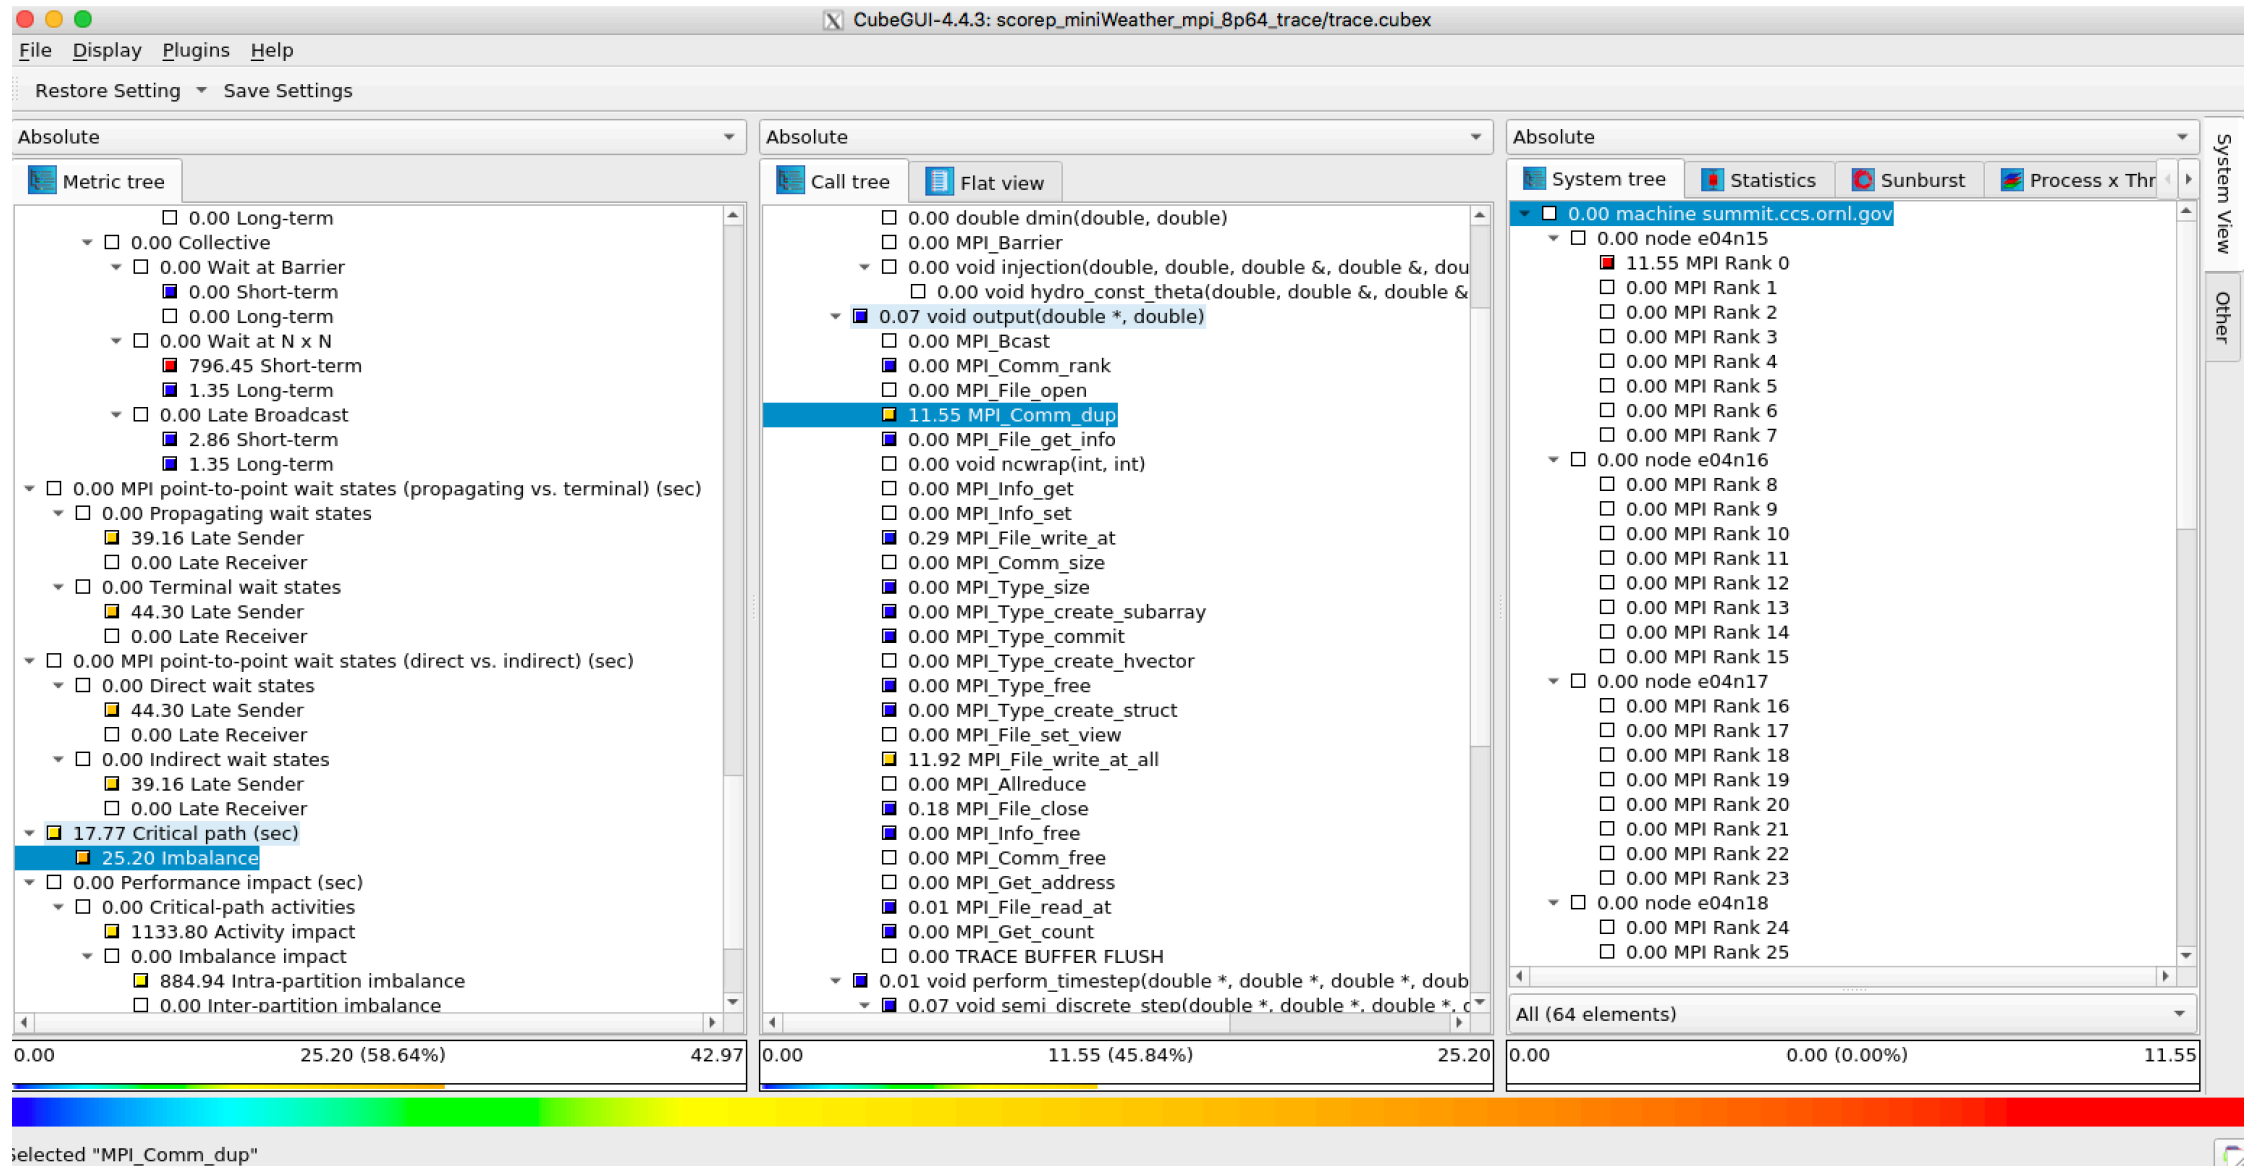 CubeGUI-4.4.3: scorep_miniWeather_mpi_8p64_trace/trace.cubex
File Display Plugins Help
Restore Setting Save Settings
Absolute
Metric tree
0.00 Long-term
0.00 Collective
0.00 Wait at Barrier
0.00 Short-term
0.00 Long-term
0.00 Wait at N x N
796.45 Short-term
1.35 Long-term
0.00 Late Broadcast
2.86 Short-term
1.35 Long-term
0.00 MPI point-to-point wait states (propagating vs. terminal) (sec)
0.00 Propagating wait states
39.16 Late Sender
0.00 Late Receiver
0.00 Terminal wait states
44.30 Late Sender
0.00 Late Receiver
0.00 MPI point-to-point wait states (direct vs. indirect) (sec)
0.00 Direct wait states
44.30 Late Sender
0.00 Late Receiver
0.00 Indirect wait states
39.16 Late Sender
0.00 Late Receiver
17.77 Critical path (sec)
25.20 Imbalance
0.00 Performance impact (sec)
0.00 Critical-path activities
1133.80 Activity impact
0.00 Imbalance impact
884.94 Intra-partition imbalance
0.00 Inter-partition imbalance
0.00 25.20 (58.64%) 42.97
Absolute
Call tree Flat view
0.00 double dmin(double, double)
0.00 MPI_Barrier
0.00 void injection(double, double, double &, double &, dou
0.00 void hydro_const_theta(double, double &, double &
0.07 void output(double *, double)
0.00 MPI_Bcast
0.00 MPI_Comm_rank
0.00 MPI_File_open
11.55 MPI_Comm_dup
0.00 MPI_File_get_info
0.00 void ncwrap(int, int)
0.00 MPI_Info_get
0.00 MPI_Info_set
0.29 MPI_File_write_at
0.00 MPI_Comm_size
0.00 MPI_Type_size
0.00 MPI_Type_create_subarray
0.00 MPI_Type_commit
0.00 MPI_Type_create_hvector
0.00 MPI_Type_free
0.00 MPI_Type_create_struct
0.00 MPI_File_set_view
11.92 MPI_File_write_at_all
0.00 MPI_Allreduce
0.18 MPI_File_close
0.00 MPI_Info_free
0.00 MPI_Comm_free
0.00 MPI_Get_address
0.01 MPI_File_read_at
0.00 MPI_Get_count
0.00 TRACE BUFFER FLUSH
0.01 void perform_timestep(double *, double *, double *, doub
0.07 void semi_discrete_step(double *, double *, double *, d
0.00 11.55 (45.84%) 25.20
Absolute
System tree Statistics Sunburst Process x Thr
0.00 machine summit.ccs.ornl.gov
0.00 node e04n15
11.55 MPI Rank 0
0.00 MPI Rank 1
0.00 MPI Rank 2
0.00 MPI Rank 3
0.00 MPI Rank 4
0.00 MPI Rank 5
0.00 MPI Rank 6
0.00 MPI Rank 7
0.00 node e04n16
0.00 MPI Rank 8
0.00 MPI Rank 9
0.00 MPI Rank 10
0.00 MPI Rank 11
0.00 MPI Rank 12
0.00 MPI Rank 13
0.00 MPI Rank 14
0.00 MPI Rank 15
0.00 node e04n17
0.00 MPI Rank 16
0.00 MPI Rank 17
0.00 MPI Rank 18
0.00 MPI Rank 19
0.00 MPI Rank 20
0.00 MPI Rank 21
0.00 MPI Rank 22
0.00 MPI Rank 23
0.00 node e04n18
0.00 MPI Rank 24
0.00 MPI Rank 25
All (64 elements)
0.00 0.00 (0.00%) 11.55
System View
Other
Selected "MPI_Comm_dup"